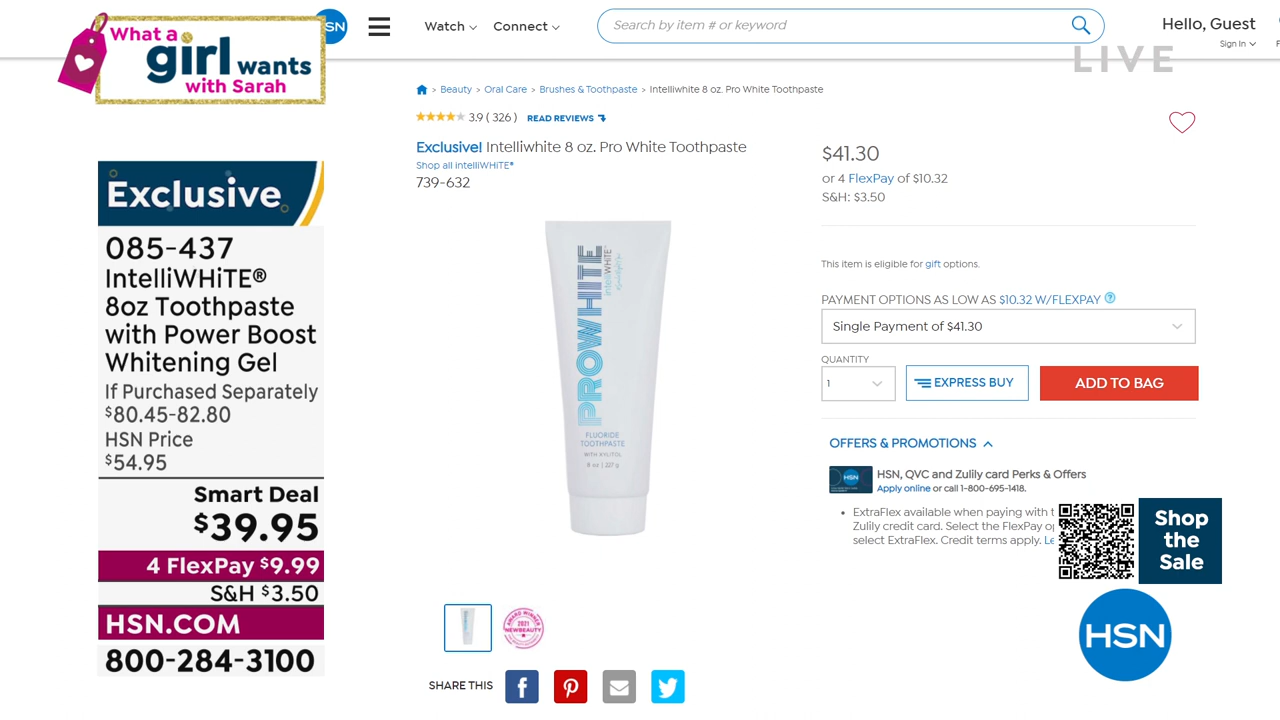 What a
girl wants
with Sarah
SN
Watch
Connect
Search by item # or keyword
Hello, Guest
Sign In
LIVE
Beauty > Oral Care > Brushes & Toothpaste > Intelliwhite 8 oz. Pro White Toothpaste
3.9 ( 326 ) READ REVIEWS
Exclusive! Intelliwhite 8 oz. Pro White Toothpaste
Shop all intelliWHiTE®
739-632
Exclusive
085-437
IntelliWHiTE®
8oz Toothpaste
with Power Boost
Whitening Gel
If Purchased Separately
$80.45-82.80
HSN Price
$54.95
Smart Deal
$39.95
4 FlexPay $9.99
S&H $3.50
HSN.COM
800-284-3100
PROWHITE
intelliWHiTE
FLUORIDE
TOOTHPASTE
WITH XYLITOL
8 oz | 227 g
$41.30
or 4 FlexPay of $10.32
S&H: $3.50
This item is eligible for gift options.
PAYMENT OPTIONS AS LOW AS $10.32 W/FLEXPAY ?
Single Payment of $41.30
QUANTITY
1
EXPRESS BUY
ADD TO BAG
OFFERS & PROMOTIONS
HSN
HSN, QVC and Zulily card Perks & Offers
Apply online or call 1-800-695-1418.
• ExtraFlex available when paying with t
Zulily credit card. Select the FlexPay op
select ExtraFlex. Credit terms apply. Le
Shop
the
Sale
HSN
AWARD WINNER
2021
NEWBEAUTY
SHARE THIS